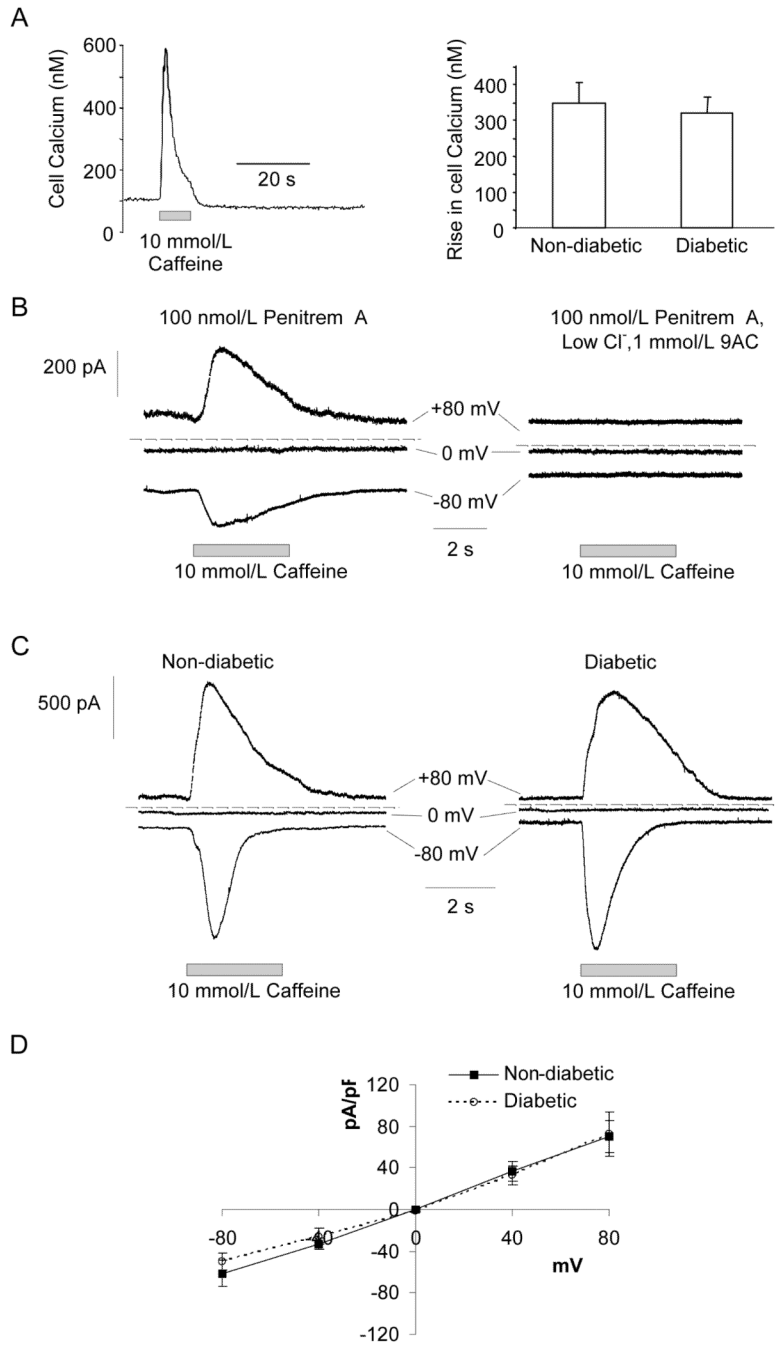 A
Cell Calcium (nM)
600
400
200
0
20 s
10 mmol/L
Caffeine
Rise in cell Calcium (nM)
400
300
200
100
0
Non-diabetic
Diabetic
B
100 nmol/L Penitrem A
200 pA
100 nmol/L Penitrem A,
Low Cl⁻,1 mmol/L 9AC
+80 mV
0 mV
-80 mV
2 s
10 mmol/L Caffeine
10 mmol/L Caffeine
C
Non-diabetic
Diabetic
500 pA
+80 mV
0 mV
-80 mV
2 s
10 mmol/L Caffeine
10 mmol/L Caffeine
D
Non-diabetic
Diabetic
pA/pF
120
80
40
0
-40
-80
-120
-80
-40
0
40
80
mV